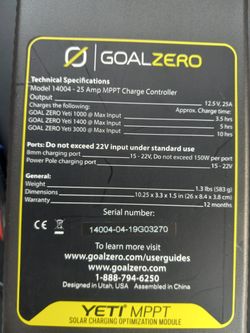 GOALZERO
Technical Specifications
Model 14004 - 25 Amp MPPT Charge Controller
Output 12.5 V, 25A
Charges the following: Approx. Charge time:
GOAL ZERO Yeti 1000 @ Max Input 3.5 hrs
GOAL ZERO Yeti 1400 @ Max Input 5 hrs
GOAL ZERO Yeti 3000 @ Max Input 10 hrs
Ports: Do not exceed 22V input under standard use
8mm charging port 15 - 22V, Do not exceed 150W per port
Power Pole charging port 15 - 22V
General:
Weight 1.3 lbs (583 g)
Dimensions 10.25 x 3.3 x 1.5 in (26 x 8.4 x 3.8 cm)
Warranty 12 months
Serial number:
CE 14004-04-19G03270
To learn more visit
www.goalzero.com/userguides
www.goalzero.com
1-888-794-6250
Designed in Utah, USA Assembled in China
YETI MPPT
SOLAR CHARGING OPTIMIZATION MODULE